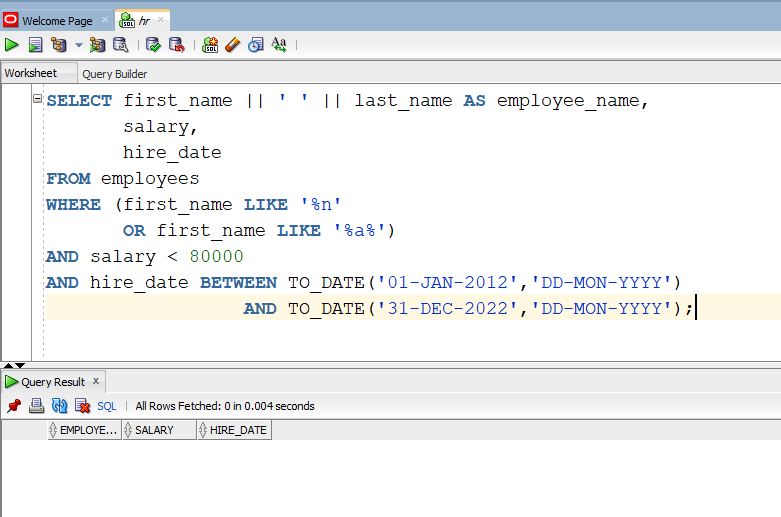 Welcome Page × SQL hr ×
Worksheet Query Builder
SELECT first_name || ' ' || last_name AS employee_name,
salary,
hire_date
FROM employees
WHERE (first_name LIKE '%n'
OR first_name LIKE '%a%')
AND salary < 80000
AND hire_date BETWEEN TO_DATE('01-JAN-2012','DD-MON-YYYY')
AND TO_DATE('31-DEC-2022','DD-MON-YYYY');
Query Result ×
SQL | All Rows Fetched: 0 in 0.004 seconds
EMPLOYE... SALARY HIRE_DATE